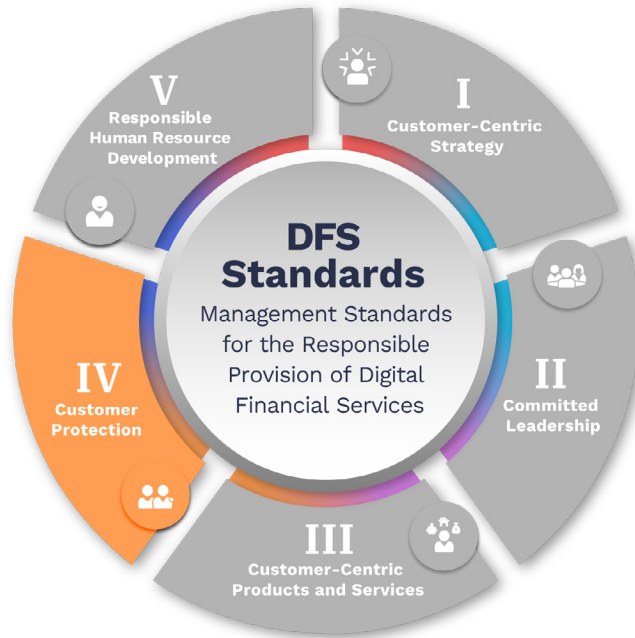 DFS
Standards
Management Standards
for the Responsible
Provision of Digital
Financial Services
I
Customer-Centric
Strategy
II
Committed
Leadership
III
Customer-Centric
Products and Services
IV
Customer
Protection
V
Responsible
Human Resource
Development